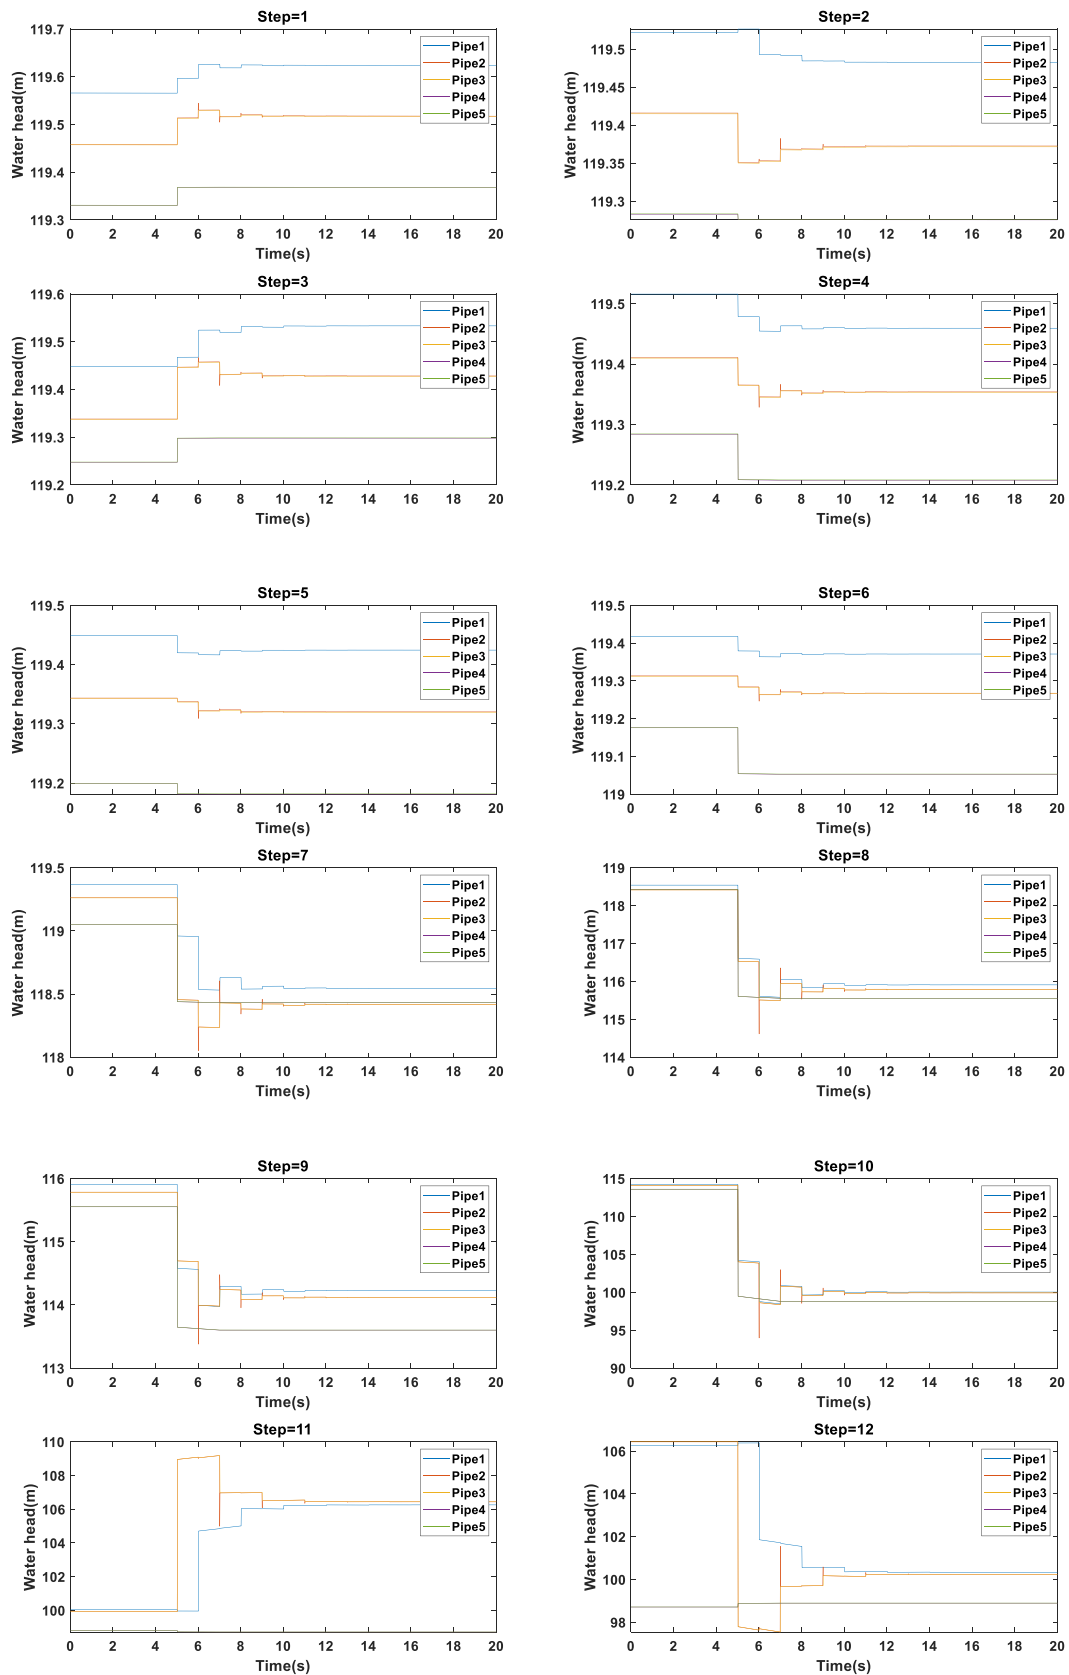 Step=1
119.7
119.6
119.5
119.4
119.3
Water head(m)
Pipe1
Pipe2
Pipe3
Pipe4
Pipe5
0 2 4 6 8 10 12 14 16 18 20
Time(s)
Step=2
119.5
119.45
119.4
119.35
119.3
Water head(m)
Pipe1
Pipe2
Pipe3
Pipe4
Pipe5
0 2 4 6 8 10 12 14 16 18 20
Time(s)
Step=3
119.6
119.5
119.4
119.3
119.2
Water head(m)
Pipe1
Pipe2
Pipe3
Pipe4
Pipe5
0 2 4 6 8 10 12 14 16 18 20
Time(s)
Step=4
119.5
119.4
119.3
119.2
Water head(m)
Pipe1
Pipe2
Pipe3
Pipe4
Pipe5
0 2 4 6 8 10 12 14 16 18 20
Time(s)
Step=5
119.5
119.4
119.3
119.2
Water head(m)
Pipe1
Pipe2
Pipe3
Pipe4
Pipe5
0 2 4 6 8 10 12 14 16 18 20
Time(s)
Step=6
119.5
119.4
119.3
119.2
119.1
119
Water head(m)
Pipe1
Pipe2
Pipe3
Pipe4
Pipe5
0 2 4 6 8 10 12 14 16 18 20
Time(s)
Step=7
119.5
119
118.5
118
Water head(m)
Pipe1
Pipe2
Pipe3
Pipe4
Pipe5
0 2 4 6 8 10 12 14 16 18 20
Time(s)
Step=8
119
118
117
116
115
114
Water head(m)
Pipe1
Pipe2
Pipe3
Pipe4
Pipe5
0 2 4 6 8 10 12 14 16 18 20
Time(s)
Step=9
116
115
114
113
Water head(m)
Pipe1
Pipe2
Pipe3
Pipe4
Pipe5
0 2 4 6 8 10 12 14 16 18 20
Time(s)
Step=10
115
110
105
100
95
90
Water head(m)
Pipe1
Pipe2
Pipe3
Pipe4
Pipe5
0 2 4 6 8 10 12 14 16 18 20
Time(s)
Step=11
110
108
106
104
102
100
Water head(m)
Pipe1
Pipe2
Pipe3
Pipe4
Pipe5
0 2 4 6 8 10 12 14 16 18 20
Time(s)
Step=12
106
104
102
100
98
Water head(m)
Pipe1
Pipe2
Pipe3
Pipe4
Pipe5
0 2 4 6 8 10 12 14 16 18 20
Time(s)